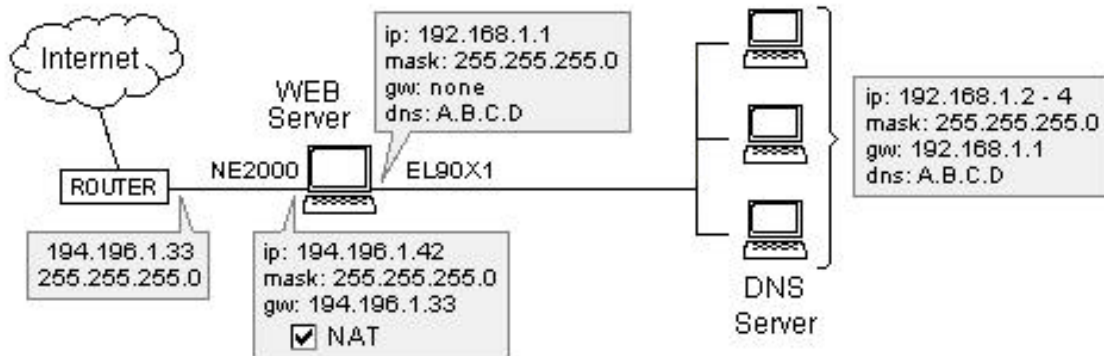 Internet
ROUTER
194.196.1.33
255.255.255.0
NE2000
WEB
Server
ip: 192.168.1.1
mask: 255.255.255.0
gw: none
dns: A.B.C.D
EL90X1
ip: 194.196.1.42
mask: 255.255.255.0
gw: 194.196.1.33
NAT
DNS
Server
ip: 192.168.1.2 - 4
mask: 255.255.255.0
gw: 192.168.1.1
dns: A.B.C.D